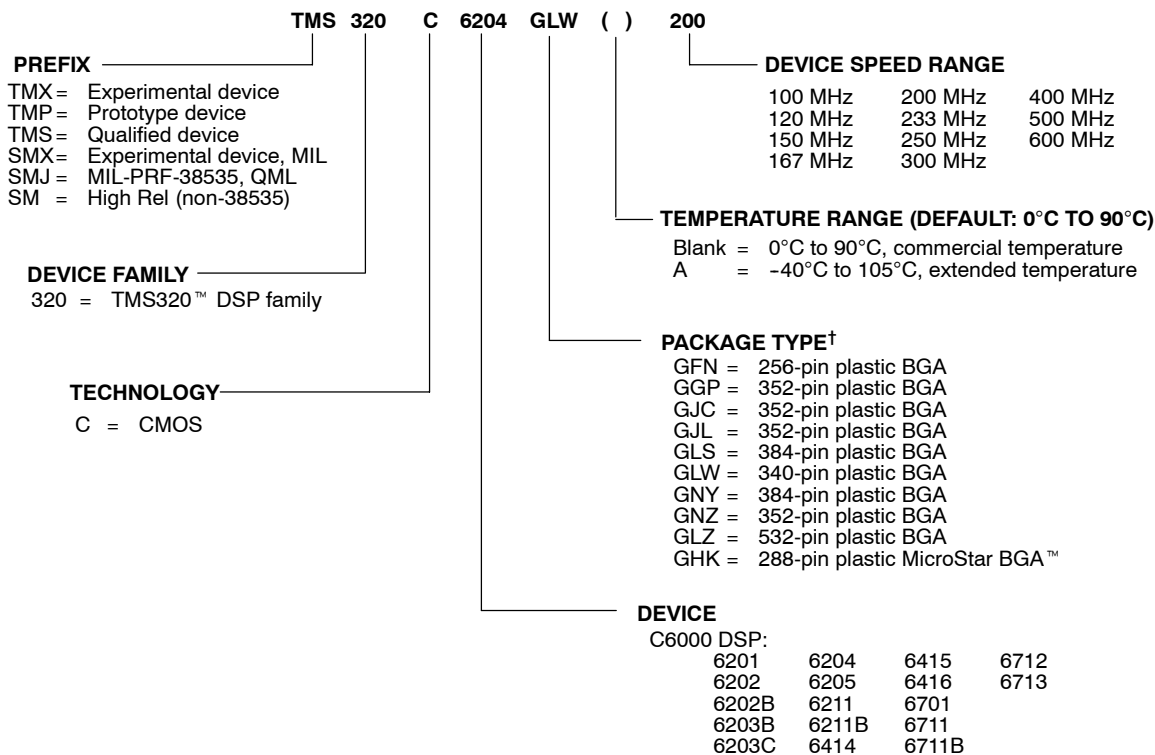 TMS 320 C 6204 GLW ( ) 200
PREFIX
TMX = Experimental device
TMP = Prototype device
TMS = Qualified device
SMX = Experimental device, MIL
SMJ = MIL-PRF-38535, QML
SM = High Rel (non-38535)
DEVICE SPEED RANGE
100 MHz 200 MHz 400 MHz
120 MHz 233 MHz 500 MHz
150 MHz 250 MHz 600 MHz
167 MHz 300 MHz
TEMPERATURE RANGE (DEFAULT: 0°C TO 90°C)
Blank = 0°C to 90°C, commercial temperature
A = -40°C to 105°C, extended temperature
DEVICE FAMILY
320 = TMS320™ DSP family
PACKAGE TYPE†
GFN = 256-pin plastic BGA
GGP = 352-pin plastic BGA
GJC = 352-pin plastic BGA
GJL = 352-pin plastic BGA
GLS = 384-pin plastic BGA
GLW = 340-pin plastic BGA
GNY = 384-pin plastic BGA
GNZ = 352-pin plastic BGA
GLZ = 532-pin plastic BGA
GHK = 288-pin plastic MicroStar BGA™
TECHNOLOGY
C = CMOS
DEVICE
C6000 DSP:
6201 6204 6415 6712
6202 6205 6416 6713
6202B 6211 6701
6203B 6211B 6711
6203C 6414 6711B